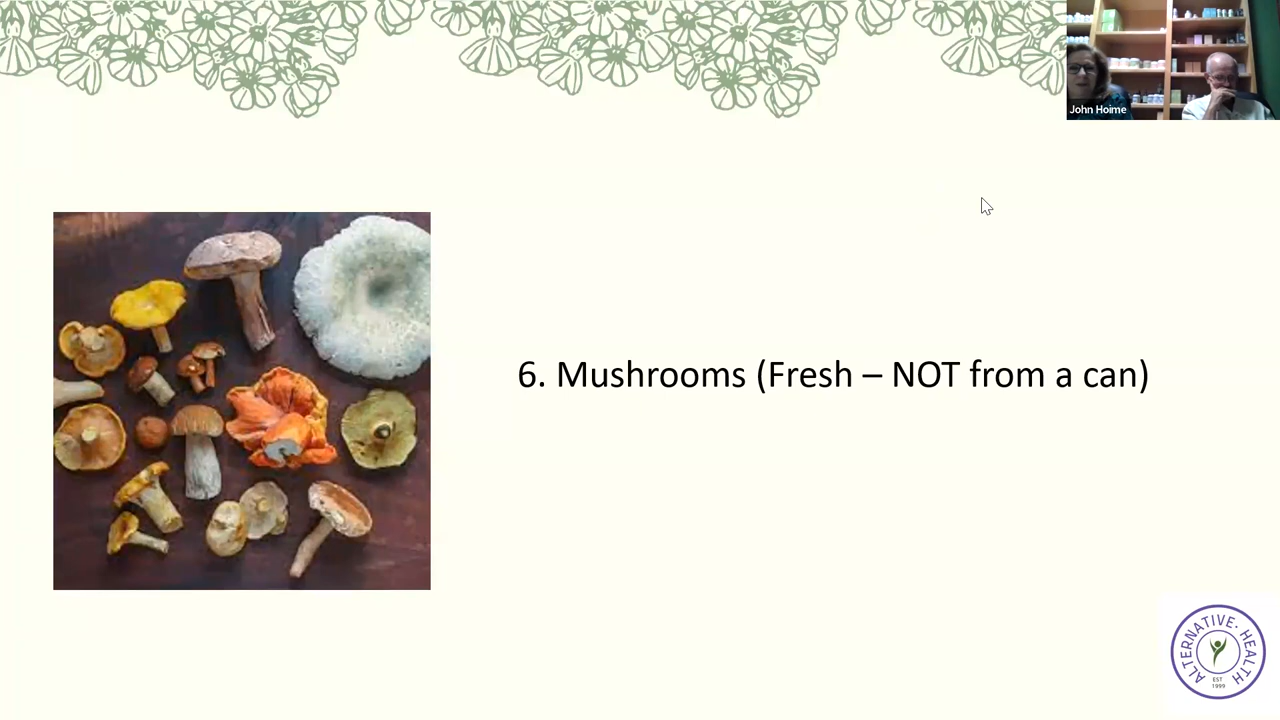 John Hoime
6. Mushrooms (Fresh – NOT from a can)
ALTERNATIVE · HEALTH
EST
1999